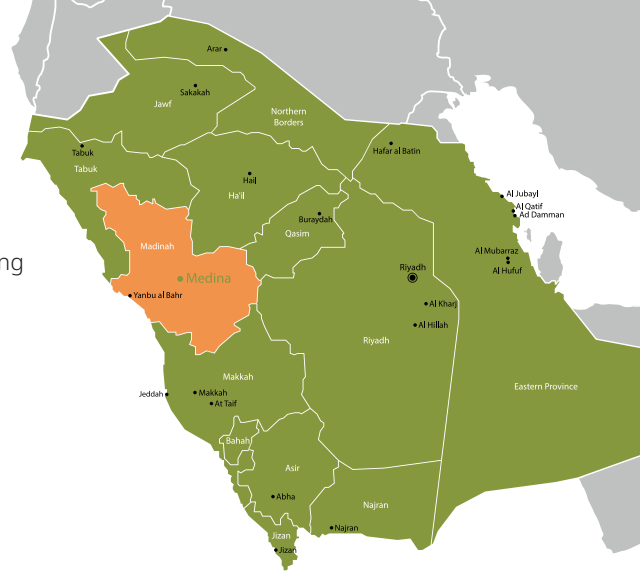 Arar
Sakakah
Jawf
Northern
Borders
Tabuk
Tabuk
Hafar al Batin
Hail
Ha'il
Al Jubayl
Al Qatif
Ad Damman
Buraydah
Qasim
Madinah
Al Mubarraz
ng
Riyadh
Al Hufuf
Medina
Yanbu al Bahr
Al Kharj
Al Hillah
Riyadh
Makkah
Eastern Province
Jeddah
Makkah
At Taif
Bahah
Asir
Abha
Najran
Najran
Jizan
Jizan